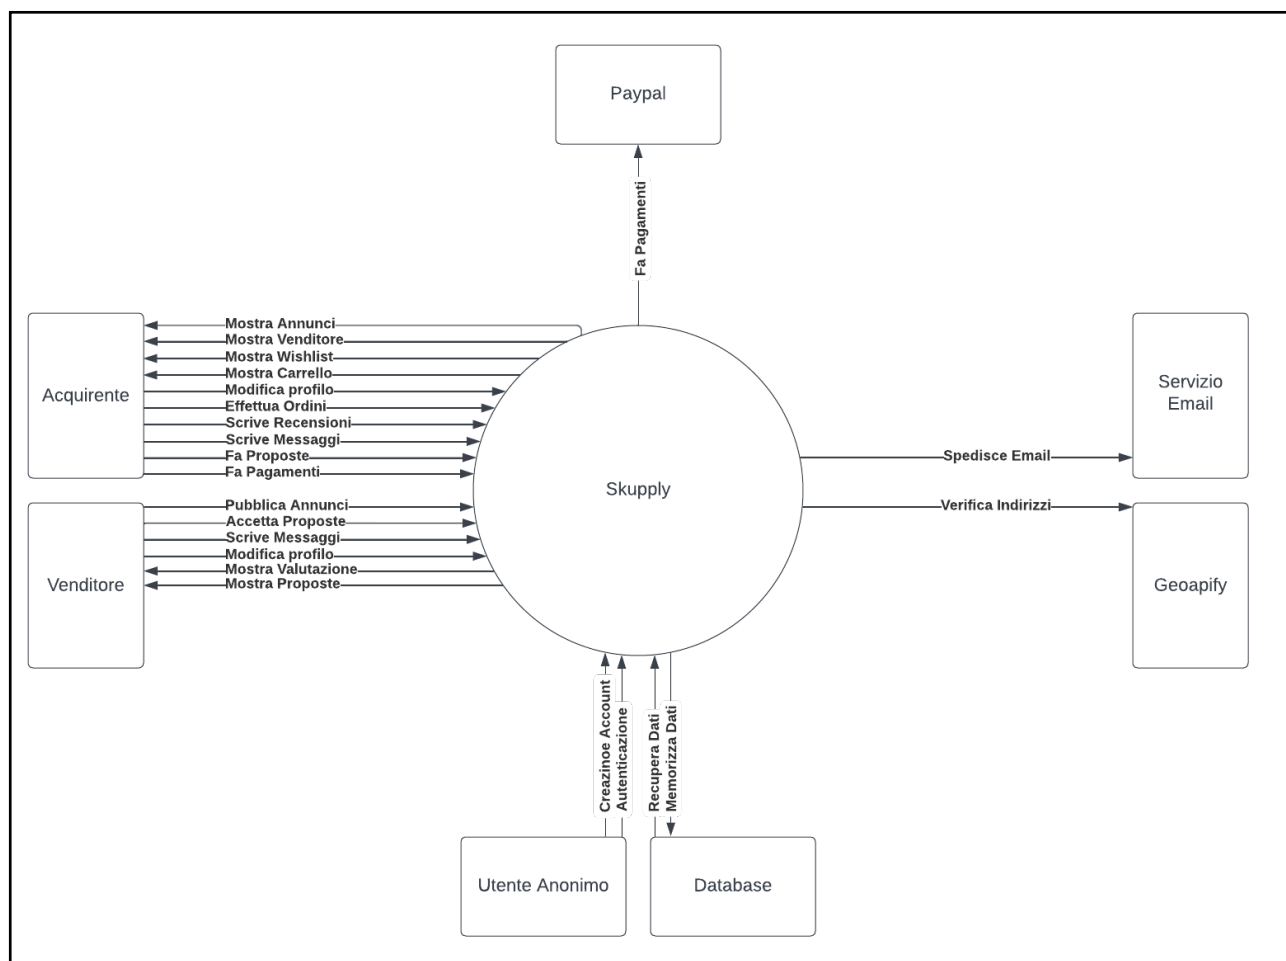 Paypal
Fa Pagamenti
Acquirente
Mostra Annunci
Mostra Venditore
Mostra Wishlist
Mostra Carrello
Modifica profilo
Effettua Ordini
Scrive Recensioni
Scrive Messaggi
Fa Proposte
Fa Pagamenti
Venditore
Pubblica Annunci
Accetta Proposte
Scrive Messaggi
Modifica profilo
Mostra Valutazione
Mostra Proposte
Skupply
Servizio
Email
Spedisce Email
Verifica Indirizzi
Geoapify
Creazinoe Account
Autenticazione
Recupera Dati
Memorizza Dati
Utente Anonimo
Database